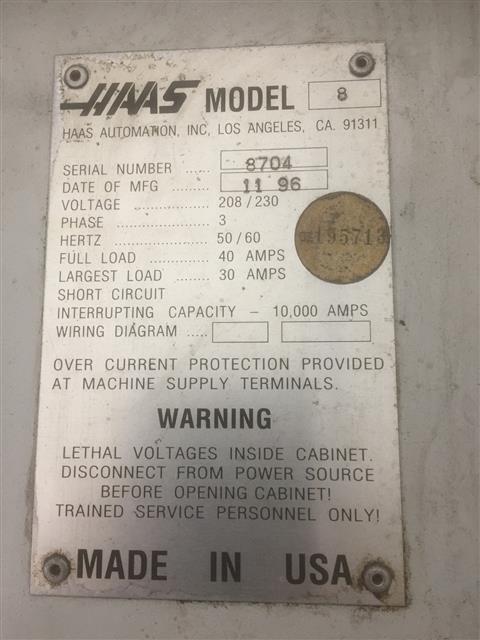 HAAS MODEL 8
HAAS AUTOMATION, INC, LOS ANGELES, CA. 91311
SERIAL NUMBER ........ 8704
DATE OF MFG ......... 11 96
VOLTAGE ...................... 208 / 230
PHASE .......................... 3
HERTZ .......................... 50 / 60
FULL LOAD .................. 40 AMPS
LARGEST LOAD .......... 30 AMPS
195713
SHORT CIRCUIT
INTERRUPTING CAPACITY – 10,000 AMPS
WIRING DIAGRAM .....
OVER CURRENT PROTECTION PROVIDED
AT MACHINE SUPPLY TERMINALS.
WARNING
LETHAL VOLTAGES INSIDE CABINET.
DISCONNECT FROM POWER SOURCE
BEFORE OPENING CABINET!
TRAINED SERVICE PERSONNEL ONLY!
MADE IN USA